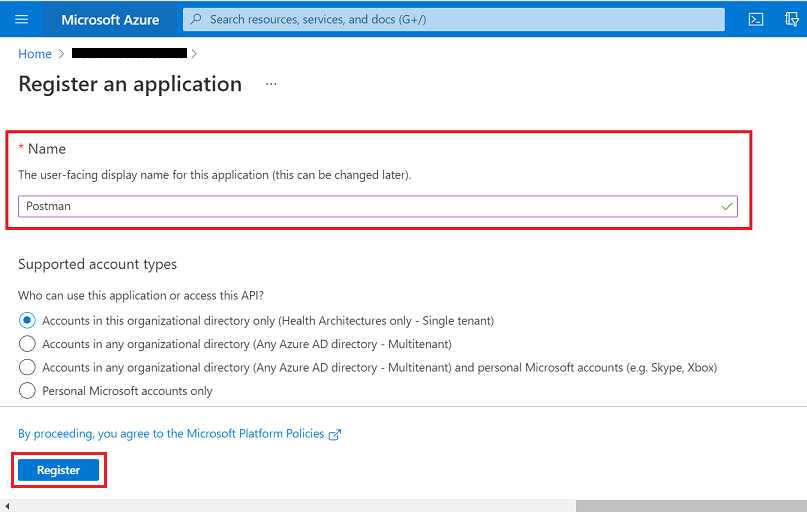 Microsoft Azure
Search resources, services, and docs (G+/)
Home > >
Register an application ...
* Name
The user-facing display name for this application (this can be changed later).
Postman
Supported account types
Who can use this application or access this API?
Accounts in this organizational directory only (Health Architectures only - Single tenant)
Accounts in any organizational directory (Any Azure AD directory - Multitenant)
Accounts in any organizational directory (Any Azure AD directory - Multitenant) and personal Microsoft accounts (e.g. Skype, Xbox)
Personal Microsoft accounts only
By proceeding, you agree to the Microsoft Platform Policies
Register